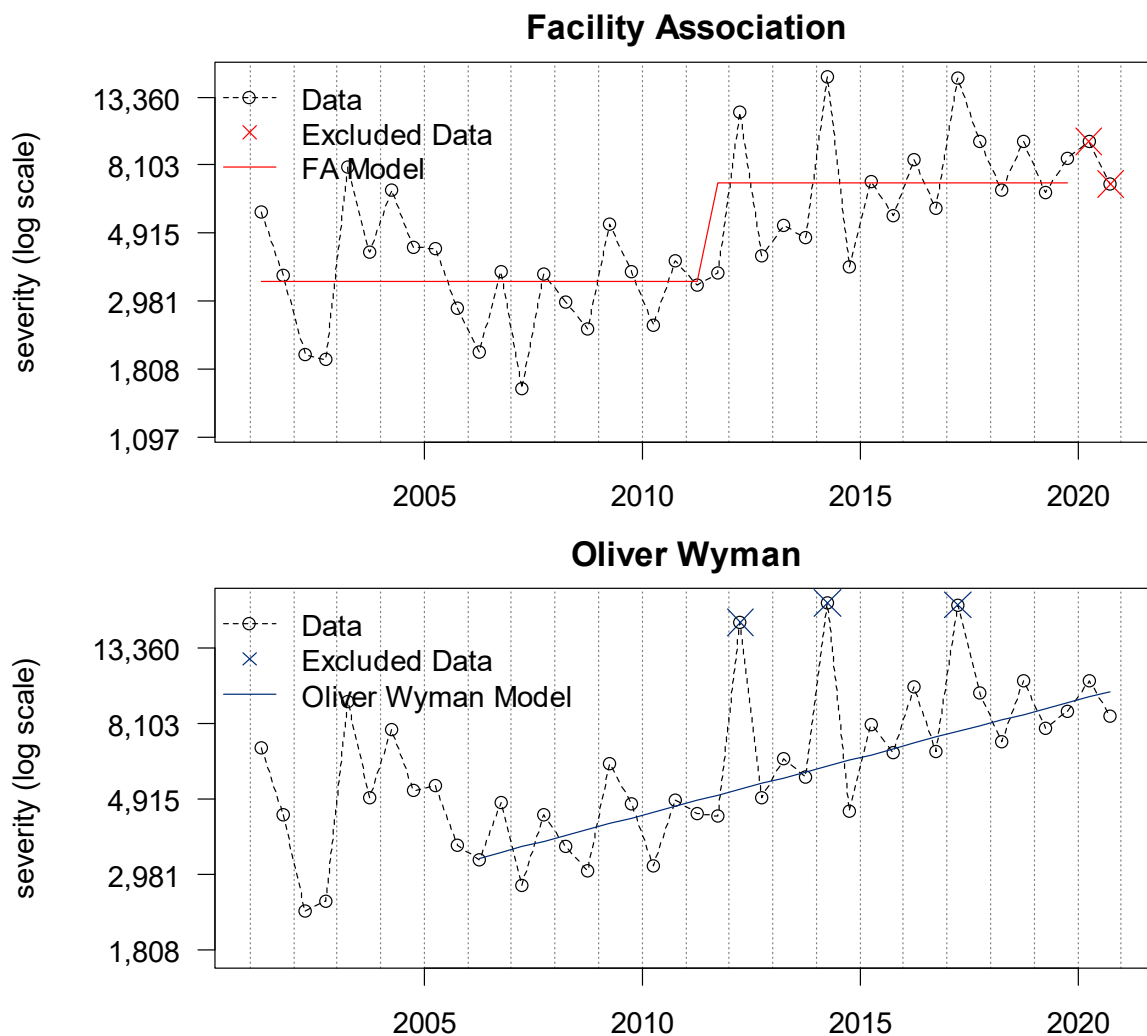 Facility Association
severity (log scale)
13,360
8,103
4,915
2,981
1,808
1,097
Data
Excluded Data
FA Model
2005
2010
2015
2020
Oliver Wyman
severity (log scale)
13,360
8,103
4,915
2,981
1,808
Data
Excluded Data
Oliver Wyman Model
2005
2010
2015
2020